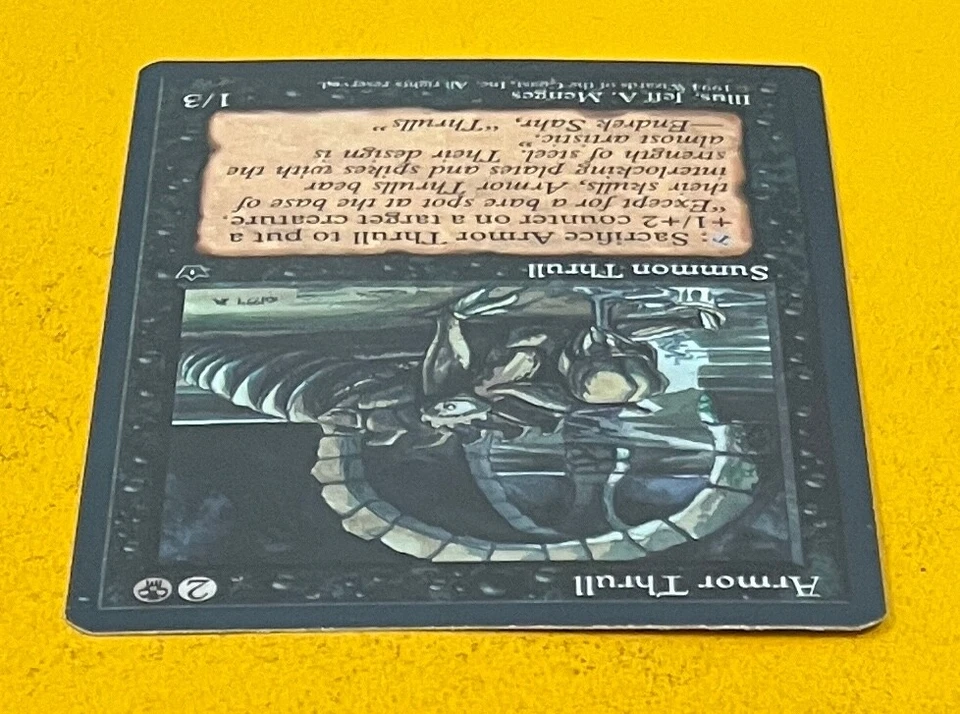 Armor Thrull 2
Summon Thrull
: Sacrifice Armor Thrull to put a
+1/+2 counter on a target creature.
"Except for a bare spot at the base of
their skulls, Armor Thrulls bear
interlocking plates and spikes with the
strength of steel. Their design is
almost artistic."
—Endrek Sahr, "Thrulls"
Illus. Jeff A. Menges 1/3
© 1994 Wizards of the Coast, Inc. All rights reserved.